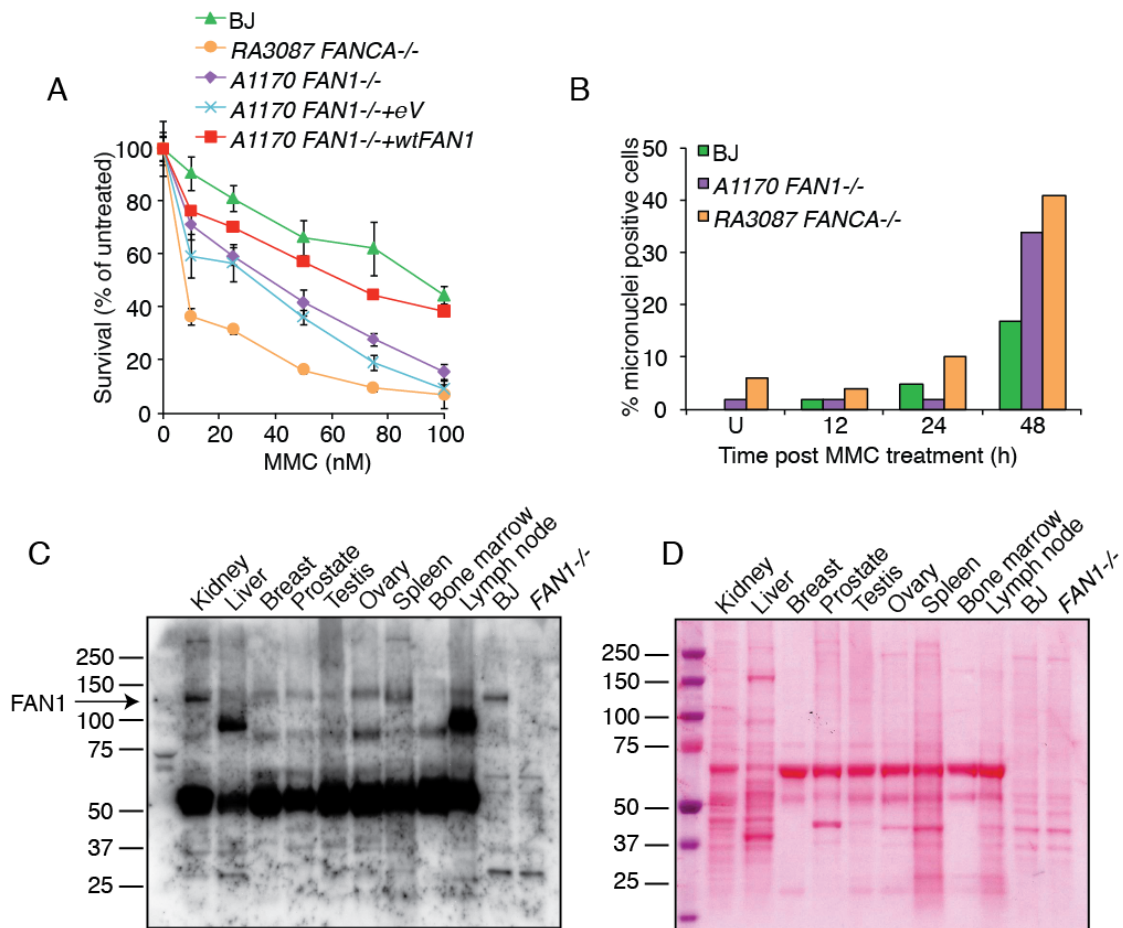 A
BJ
RA3087 FANCA-/-
A1170 FAN1-/-
A1170 FAN1-/-+eV
A1170 FAN1-/-+wtFAN1
Survival (% of untreated)
100
80
60
40
20
0
0 20 40 60 80 100
MMC (nM)
B
BJ
A1170 FAN1-/-
RA3087 FANCA-/-
% micronuclei positive cells
50
40
30
20
10
0
U 12 24 48
Time post MMC treatment (h)
C
Kidney Liver Breast Prostate Testis Ovary Spleen Bone marrow Lymph node BJ FAN1-/-
250
150
FAN1
100
75
50
37
25
D
Kidney Liver Breast Prostate Testis Ovary Spleen Bone marrow Lymph node BJ FAN1-/-
250
150
100
75
50
37
25